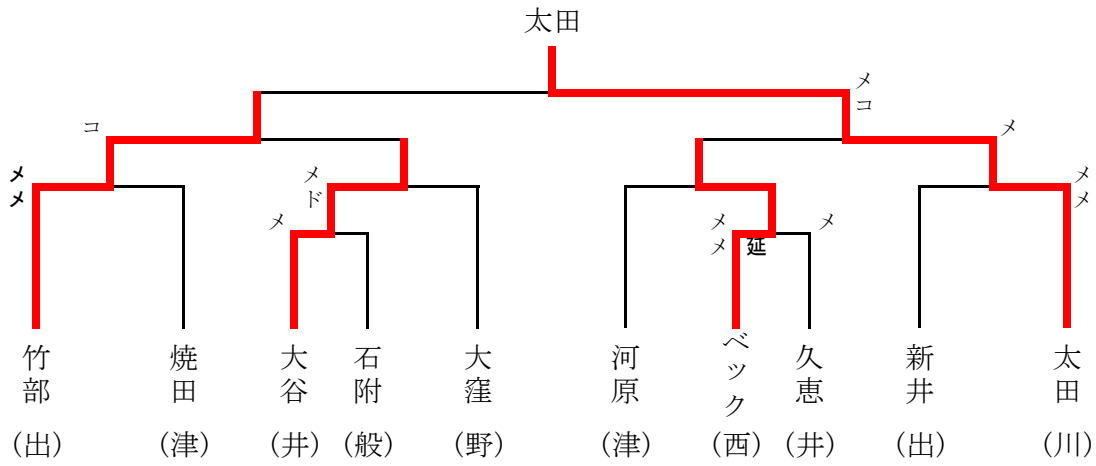 太田
メ
コ
コ
メ
メ
メ
メ
ド
メ
メ
メ
メ
延
メ
メ
竹部
焼田
大谷
石附
大窪
河原
ベック
久恵
新井
太田
(出)
(津)
(井)
(般)
(野)
(津)
(西)
(井)
(出)
(川)